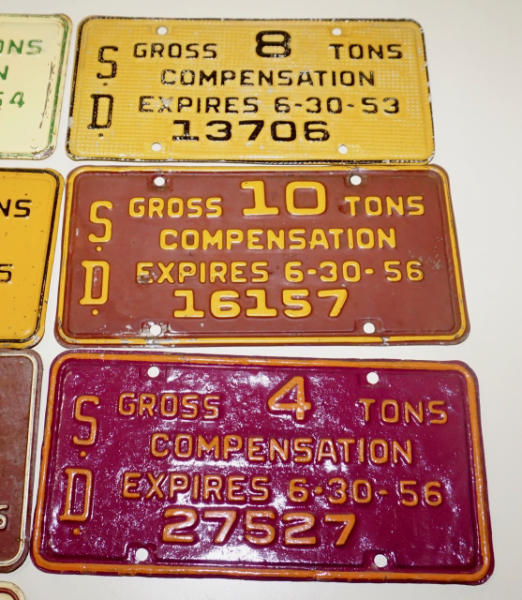 S D
GROSS 8 TONS
COMPENSATION
EXPIRES 6-30-53
13706
S D
GROSS 10 TONS
COMPENSATION
EXPIRES 6-30-56
16157
S D
GROSS 4 TONS
COMPENSATION
EXPIRES 6-30-56
27527
ONS
N
54
NS
5